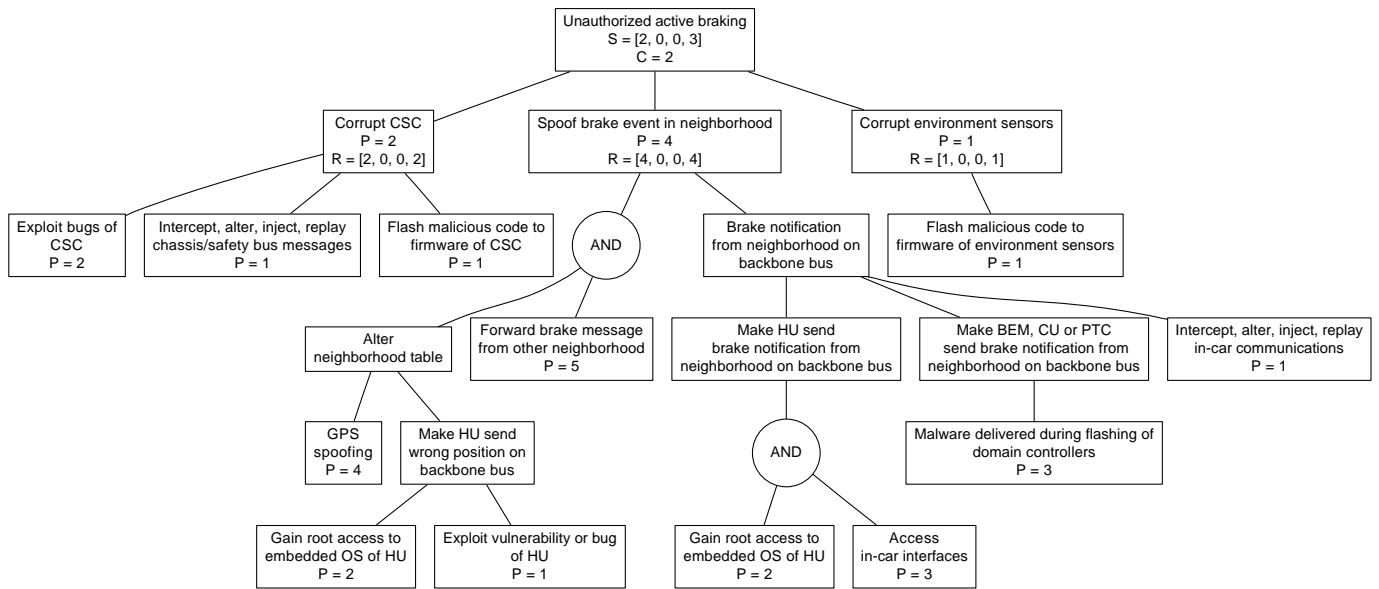 Unauthorized active braking
S = [2, 0, 0, 3]
C = 2
Corrupt CSC
P = 2
R = [2, 0, 0, 2]
Spoof brake event in neighborhood
P = 4
R = [4, 0, 0, 4]
Corrupt environment sensors
P = 1
R = [1, 0, 0, 1]
Exploit bugs of
CSC
P = 2
Intercept, alter, inject, replay
chassis/safety bus messages
P = 1
Flash malicious code to
firmware of CSC
P = 1
AND
Brake notification
from neighborhood on
backbone bus
Flash malicious code to
firmware of environment sensors
P = 1
Alter
neighborhood table
Forward brake message
from other neighborhood
P = 5
Make HU send
brake notification from
neighborhood on backbone bus
Make BEM, CU or PTC
send brake notification from
neighborhood on backbone bus
Intercept, alter, inject, replay
in-car communications
P = 1
GPS
spoofing
P = 4
Make HU send
wrong position on
backbone bus
AND
Malware delivered during flashing of
domain controllers
P = 3
Gain root access to
embedded OS of HU
P = 2
Exploit vulnerability or bug
of HU
P = 1
Gain root access to
embedded OS of HU
P = 2
Access
in-car interfaces
P = 3